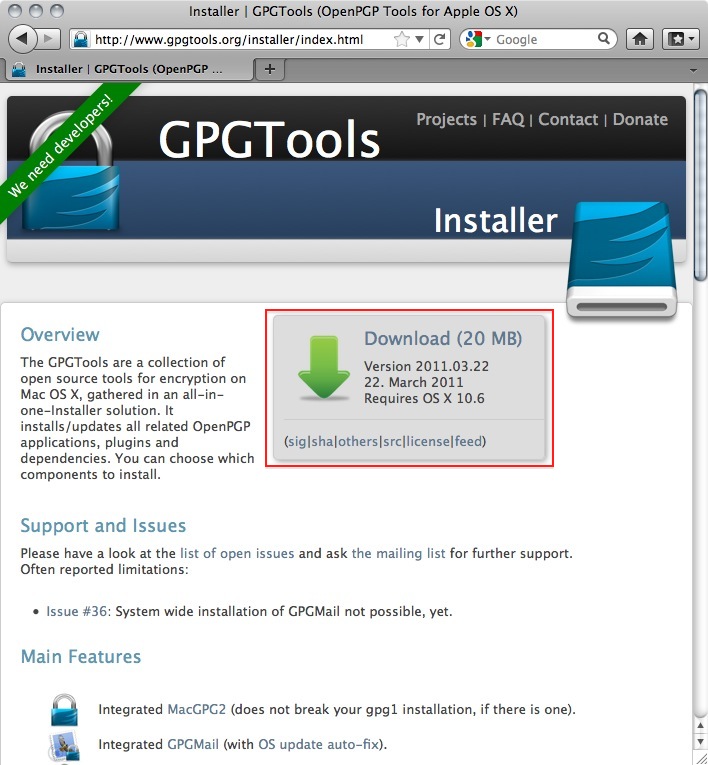 Installer | GPGTools (OpenPGP Tools for Apple OS X)
http://www.gpgtools.org/installer/index.html
Google
Installer | GPGTools (OpenPGP ...
We need developers!
GPGTools
Projects | FAQ | Contact | Donate
Installer
Overview
The GPGTools are a collection of
open source tools for encryption on
Mac OS X, gathered in an all-in-
one-Installer solution. It
installs/updates all related OpenPGP
applications, plugins and
dependencies. You can choose which
components to install.
Download (20 MB)
Version 2011.03.22
22. March 2011
Requires OS X 10.6
(sig|sha|others|src|license|feed)
Support and Issues
Please have a look at the list of open issues and ask the mailing list for further support.
Often reported limitations:
• Issue #36: System wide installation of GPGMail not possible, yet.
Main Features
Integrated MacGPG2 (does not break your gpg1 installation, if there is one).
Integrated GPGMail (with OS update auto-fix).